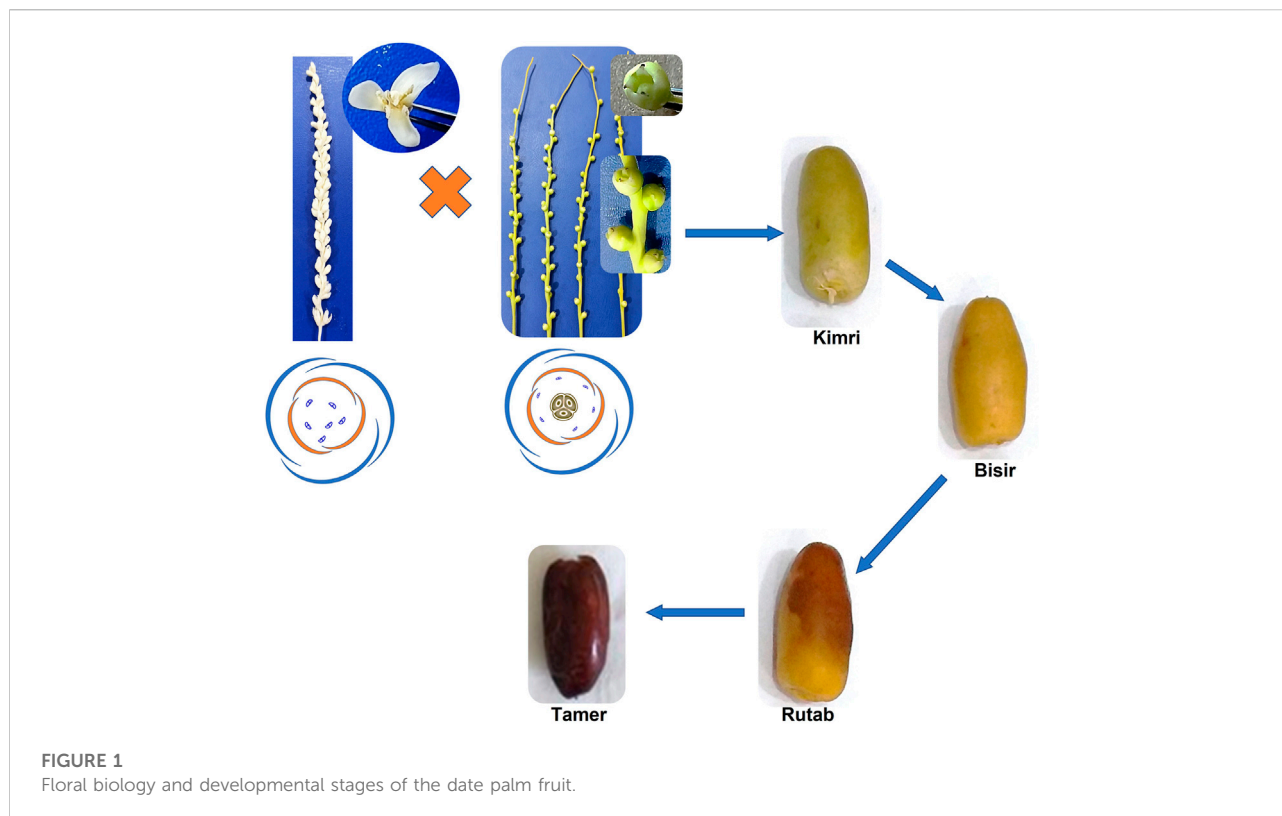 Kimri
Bisir
Rutab
Tamer
FIGURE 1
Floral biology and developmental stages of the date palm fruit.